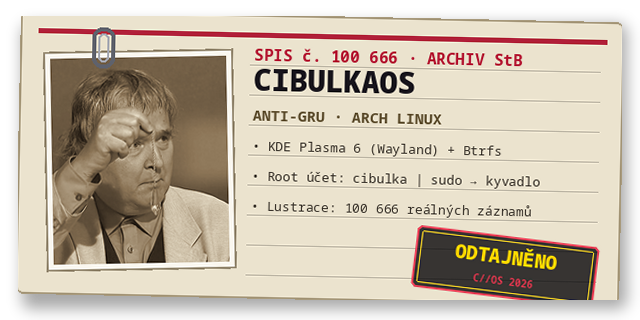 SPIS č. 100 666 · ARCHIV StB
CIBULKAOS
ANTI-GRU · ARCH LINUX
• KDE Plasma 6 (Wayland) + Btrfs
• Root účet: cibulka | sudo → kyvadlo
• Lustrace: 100 666 reálných záznamů
ODTAJNĚNO
C//OS 2026